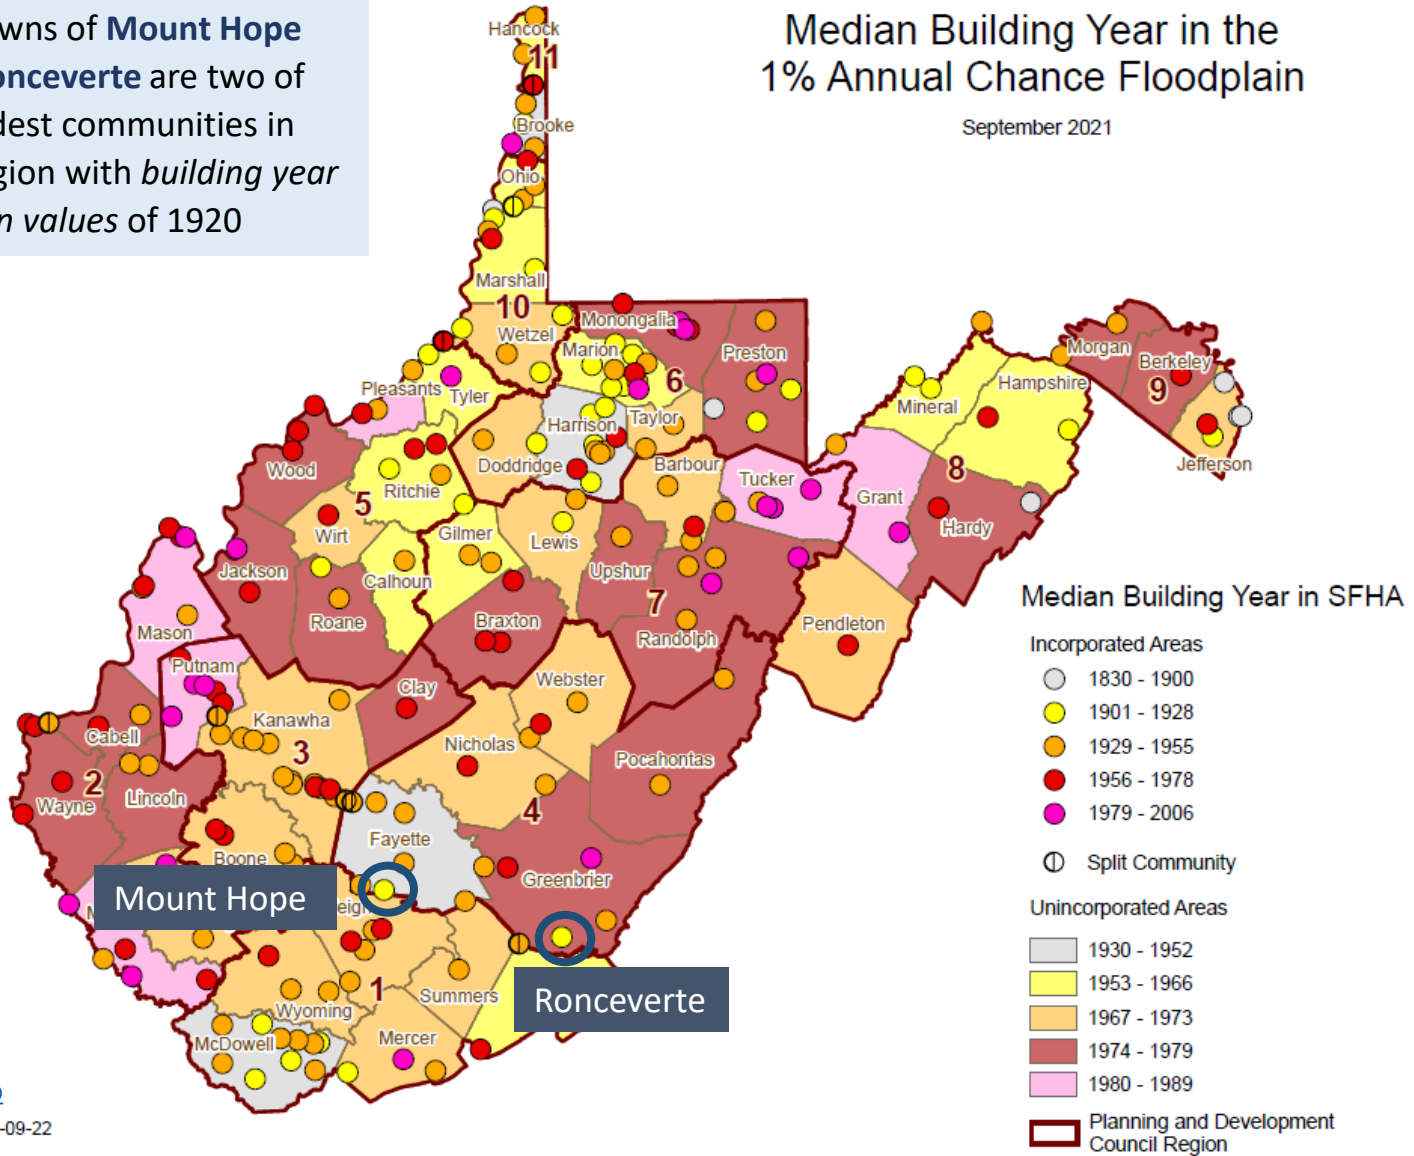 wns of Mount Hope
onceverte are two of
dest communities in
gion with building year
n values of 1920
Median Building Year in the
1% Annual Chance Floodplain
September 2021
Hancock
11
Brooke
Ohio
Marshall
10
Wetzel
Monongalia
Marion
Preston
6
Pleasants
Tyler
Harrison
Taylor
Doddridge
Wood
Ritchie
5
Wirt
Barbour
Tucker
Grant
8
Mineral
Hampshire
Morgan
Berkeley
9
Jefferson
Hardy
Gilmer
Lewis
Jackson
Calhoun
Upshur
7
Roane
Braxton
Randolph
Pendleton
Mason
Putnam
Clay
Webster
Kanawha
Cabell
3
Nicholas
Pocahontas
2
Wayne
Lincoln
4
Fayette
Boone
Greenbrier
Mount Hope
M
eigh
1
Summers
Ronceverte
Wyoming
McDowell
Mercer
Median Building Year in SFHA
Incorporated Areas
1830 - 1900
1901 - 1928
1929 - 1955
1956 - 1978
1979 - 2006
Split Community
Unincorporated Areas
1930 - 1952
1953 - 1966
1967 - 1973
1974 - 1979
1980 - 1989
Planning and Development
Council Region
-09-22